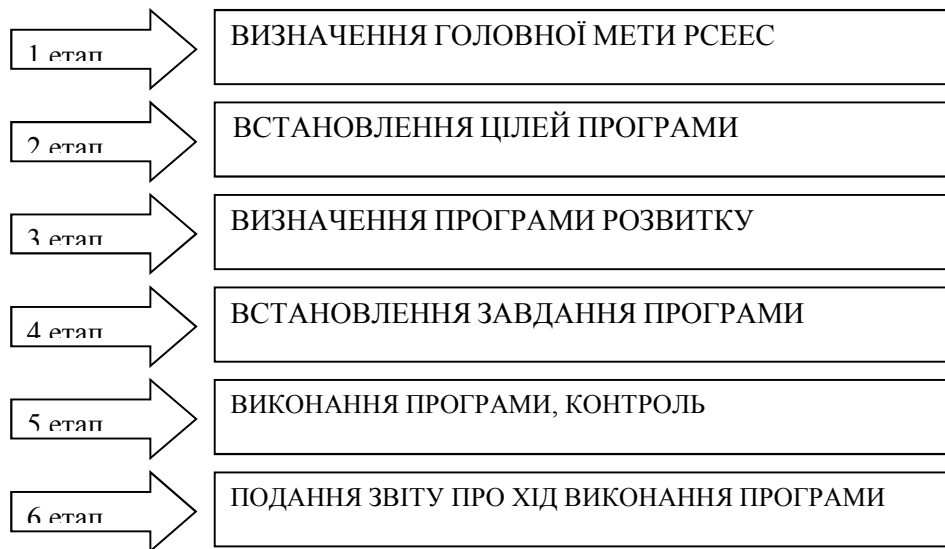 1 етап
ВИЗНАЧЕННЯ ГОЛОВНОЇ МЕТИ РСЕЕС
2 етап
ВСТАНОВЛЕННЯ ЦІЛЕЙ ПРОГРАМИ
3 етап
ВИЗНАЧЕННЯ ПРОГРАМИ РОЗВИТКУ
4 етап
ВСТАНОВЛЕННЯ ЗАВДАННЯ ПРОГРАМИ
5 етап
ВИКОНАННЯ ПРОГРАМИ, КОНТРОЛЬ
6 етап
ПОДАННЯ ЗВІТУ ПРО ХІД ВИКОНАННЯ ПРОГРАМИ